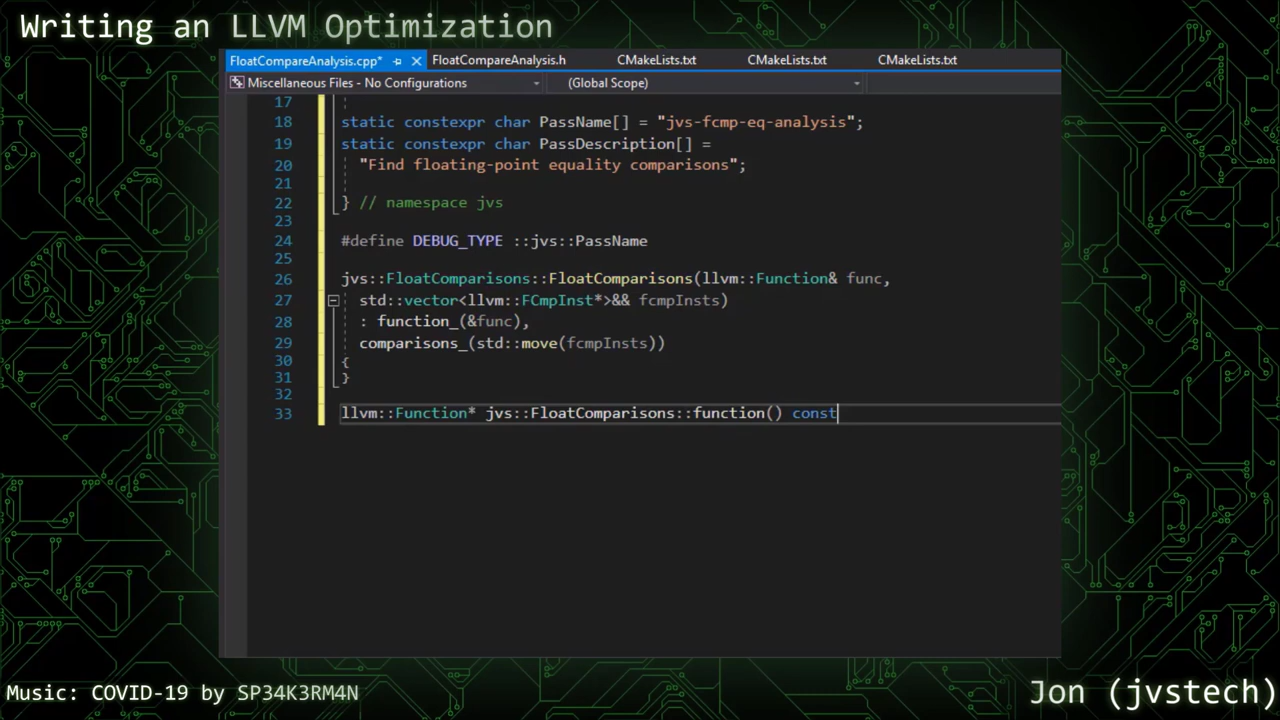 Writing an LLVM Optimization
FloatCompareAnalysis.cpp* FloatCompareAnalysis.h CMakeLists.txt CMakeLists.txt CMakeLists.txt
Miscellaneous Files - No Configurations (Global Scope)
17
18 static constexpr char PassName[] = "jvs-fcmp-eq-analysis";
19 static constexpr char PassDescription[] =
20 "Find floating-point equality comparisons";
21
22 } // namespace jvs
23
24 #define DEBUG_TYPE ::jvs::PassName
25
26 jvs::FloatComparisons::FloatComparisons(llvm::Function& func,
27 std::vector<llvm::FCmpInst*>&& fcmpInsts)
28 : function_(&func),
29 comparisons_(std::move(fcmpInsts))
30 {
31 }
32
33 llvm::Function* jvs::FloatComparisons::function() const
Music: COVID-19 by SP34K3RM4N
Jon (jvstech)